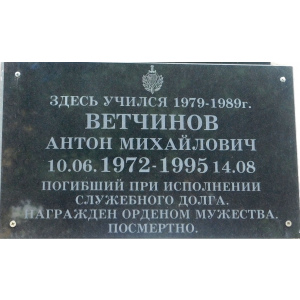 ЗДЕСЬ УЧИЛСЯ 1979-1989г.
ВЕТЧИНОВ
АНТОН МИХАЙЛОВИЧ
10.06. 1972-1995 14.08
ПОГИБШИЙ ПРИ ИСПОЛНЕНИИ
СЛУЖЕБНОГО ДОЛГА.
НАГРАЖДЕН ОРДЕНОМ МУЖЕСТВА.
ПОСМЕРТНО.